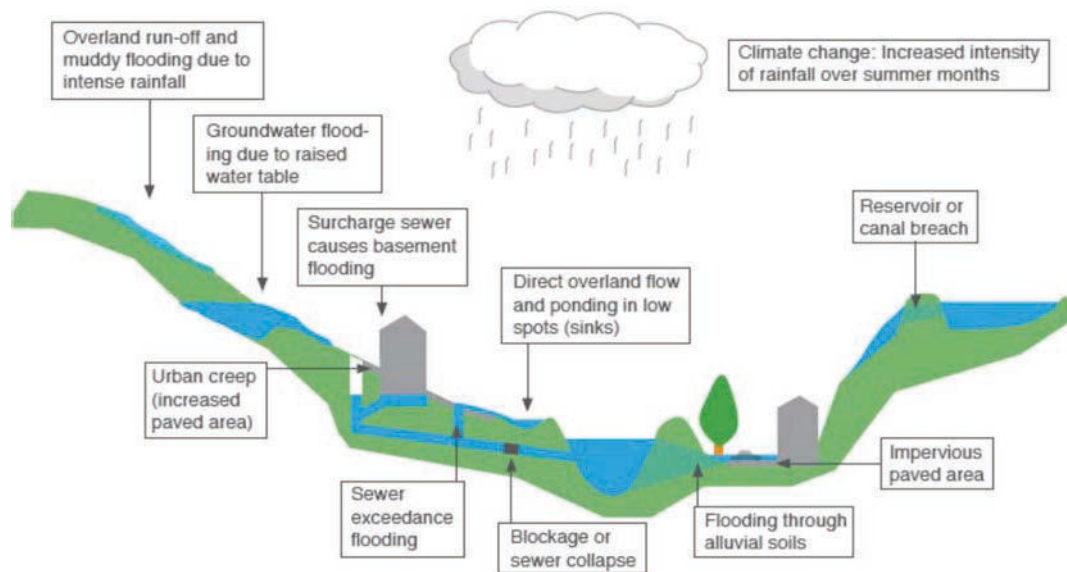 Overland run-off and
muddy flooding due to
intense rainfall
Climate change: Increased intensity
of rainfall over summer months
Groundwater flood-
ing due to raised
water table
Surcharge sewer
causes basement
flooding
Reservoir or
canal breach
Direct overland flow
and ponding in low
spots (sinks)
Urban creep
(increased
paved area)
Impervious
paved area
Sewer
exceedance
flooding
Blockage or
sewer collapse
Flooding through
alluvial soils